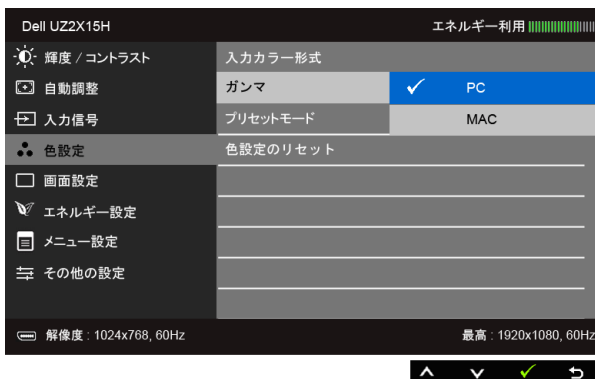 Dell UZ2X15H
エネルギー利用
輝度 / コントラスト
入力カラー形式
自動調整
ガンマ
PC
入力信号
プリセットモード
MAC
色設定
色設定のリセット
画面設定
エネルギー設定
メニュー設定
その他の設定
解像度 : 1024x768, 60Hz
最高 : 1920x1080, 60Hz